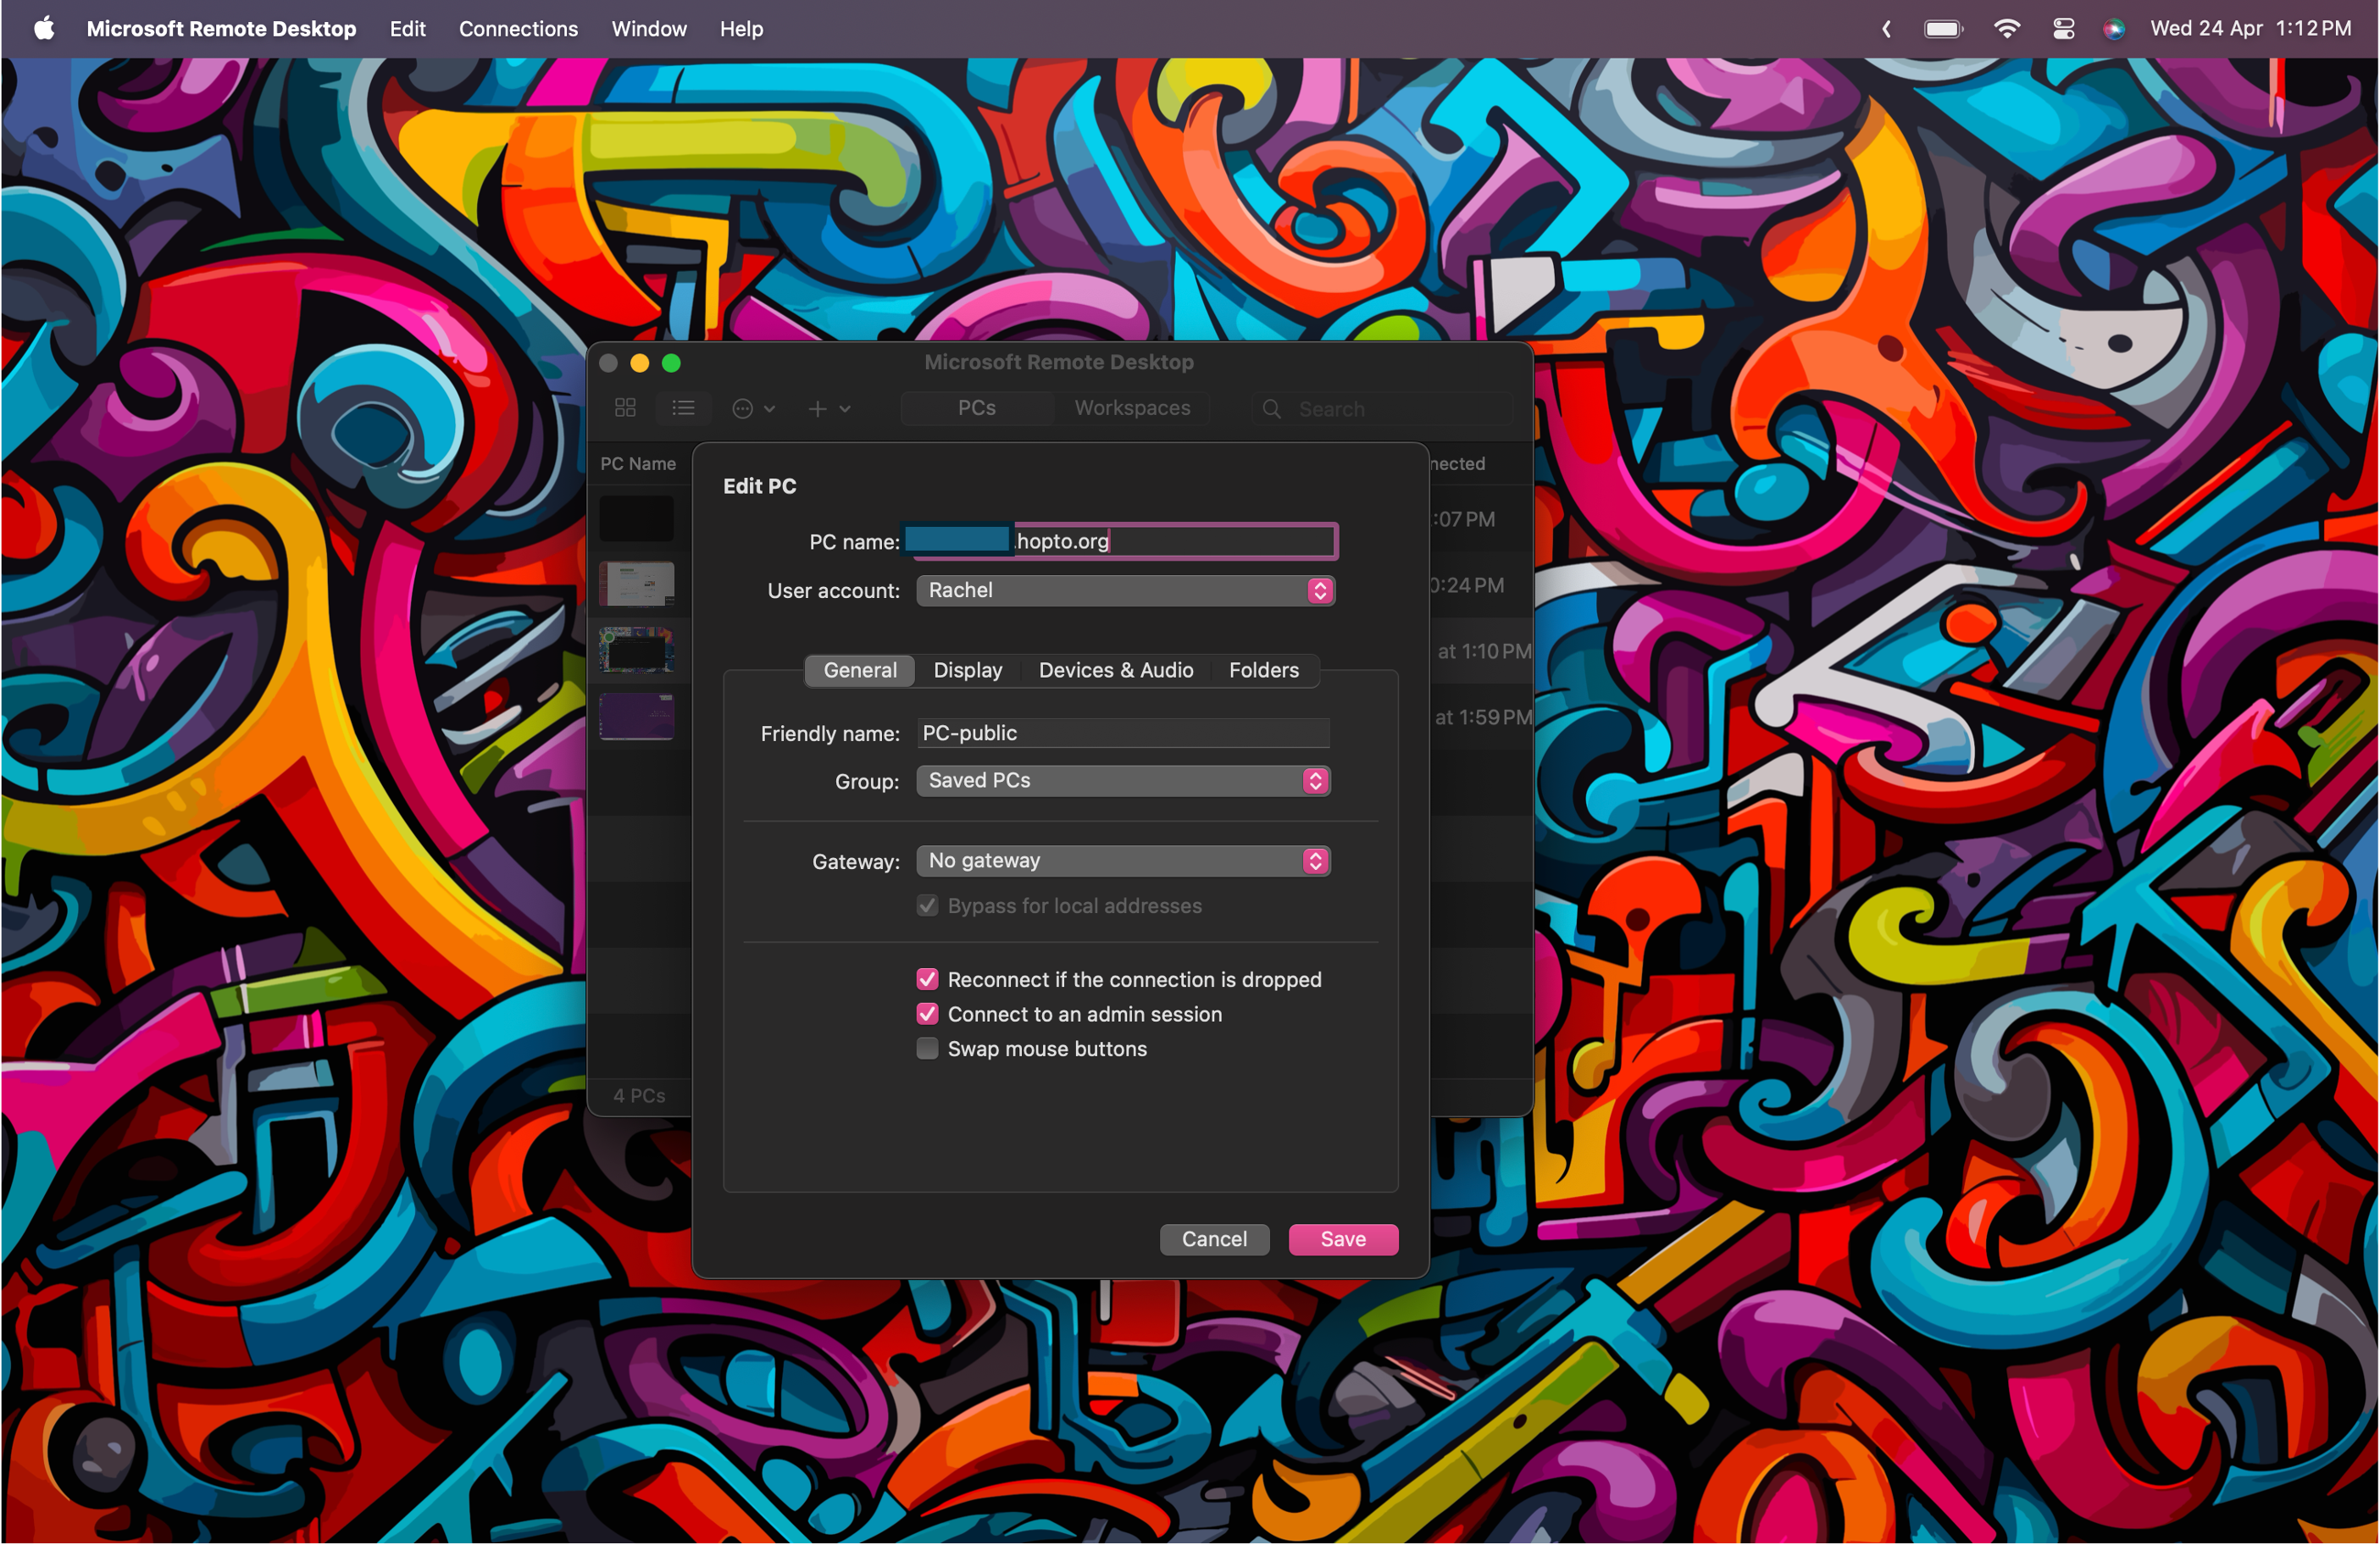 Microsoft Remote Desktop Edit Connections Window Help Wed 24 Apr 1:12 PM
Microsoft Remote Desktop
PCs Workspaces Search
PC Name nected
Edit PC
PC name: .hopto.org
:07 PM
User account: Rachel
0:24 PM
at 1:10 PM
General Display Devices & Audio Folders
at 1:59 PM
Friendly name: PC-public
Group: Saved PCs
Gateway: No gateway
Bypass for local addresses
Reconnect if the connection is dropped
Connect to an admin session
Swap mouse buttons
4 PCs
Cancel Save